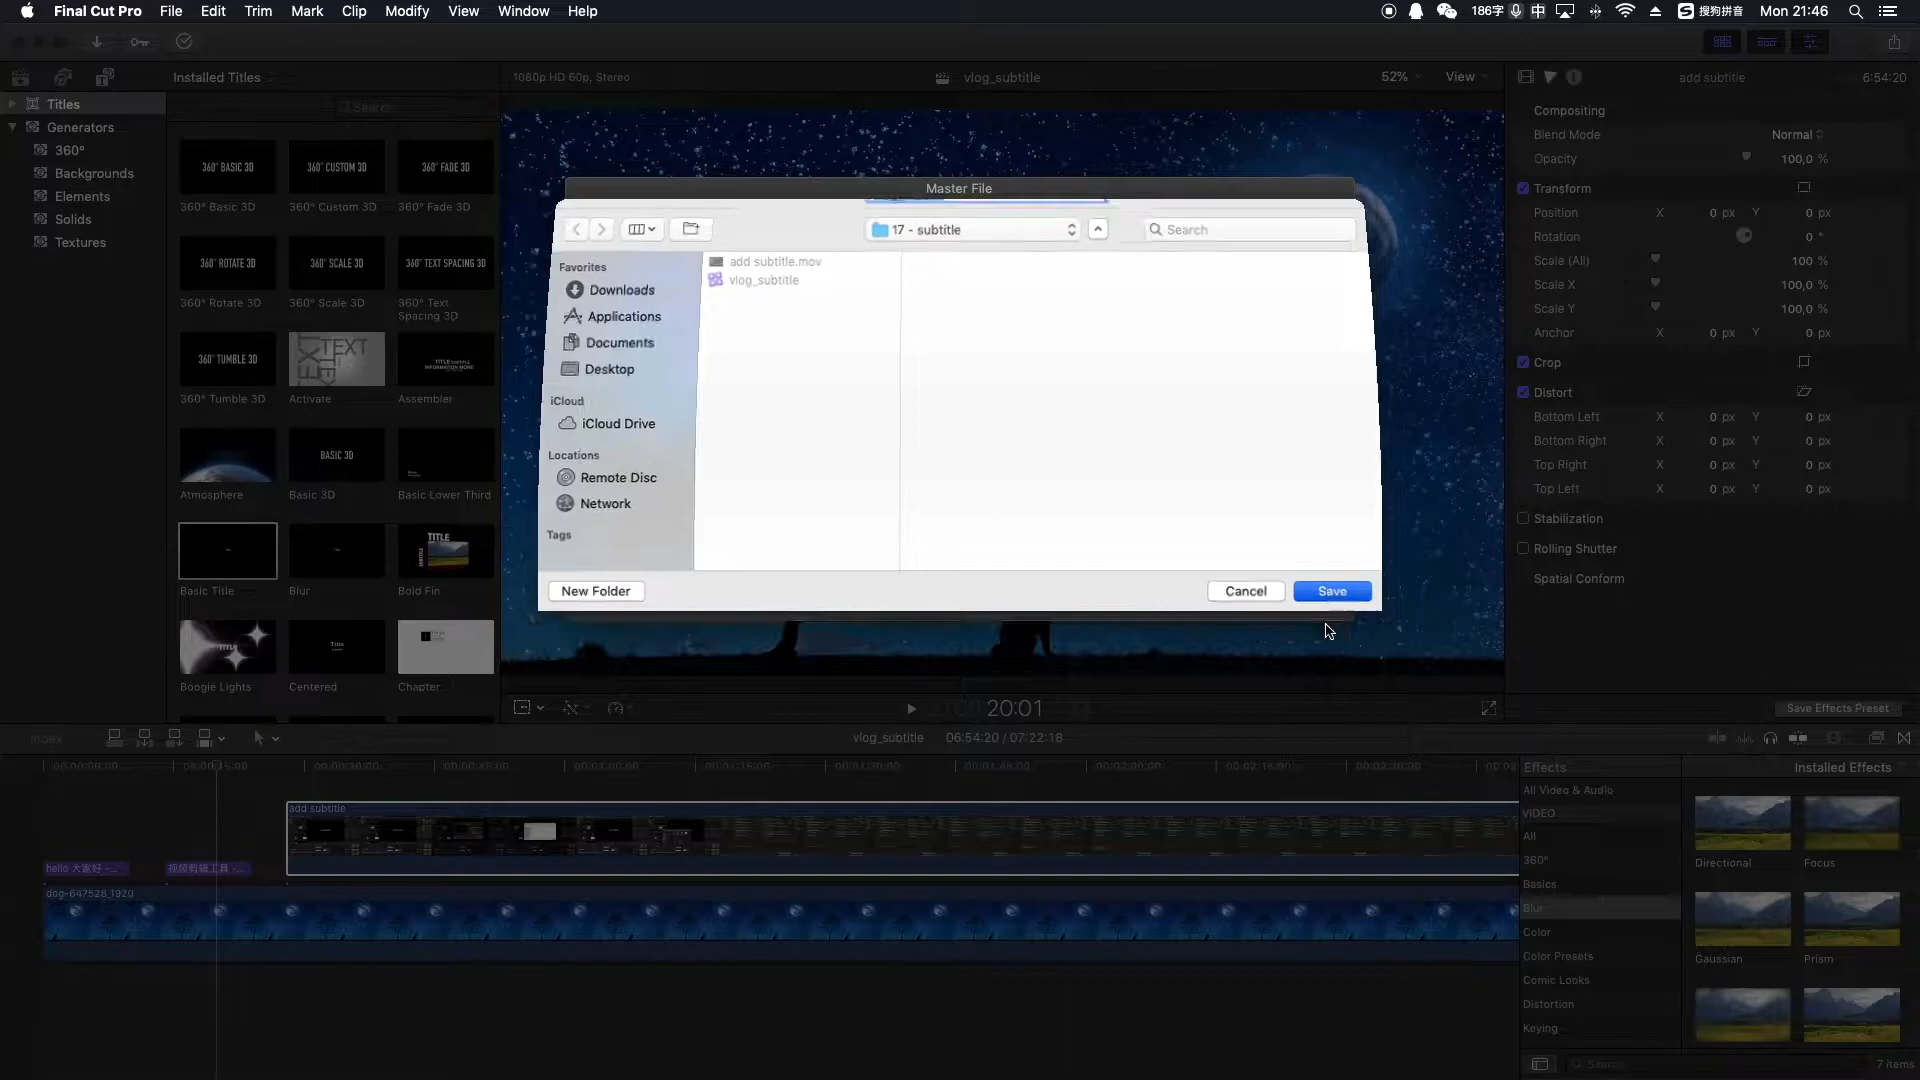 Final Cut Pro File Edit Trim Mark Clip Modify View Window Help
186字 中 搜狗拼音 Mon 21:46
Installed Titles
1080p HD 60p, Stereo
vlog_subtitle
52%
View
add subtitle
6:54:20
Titles
Generators
360°
Backgrounds
Elements
Solids
Textures
Search
360° BASIC 3D
360° CUSTOM 3D
360° FADE 3D
360° Basic 3D
360° Custom 3D
360° Fade 3D
360° ROTATE 3D
360° SCALE 3D
360° TEXT SPACING 3D
360° Rotate 3D
360° Scale 3D
360° Text
Spacing 3D
360° TUMBLE 3D
TEXT
360° Tumble 3D
Activate
Assembler
BASIC 3D
Atmosphere
Basic 3D
Basic Lower Third
TITLE
Basic Title
Blur
Bold Fin
Title
Boogie Lights
Centered
Chapter
Master File
17 - subtitle
Search
Favorites
Downloads
Applications
Documents
Desktop
iCloud
iCloud Drive
Locations
Remote Disc
Network
Tags
add subtitle.mov
vlog_subtitle
New Folder
Cancel
Save
Compositing
Blend Mode
Normal
Opacity
100,0 %
Transform
Position X 0 px Y 0 px
Rotation 0 °
Scale (All) 100 %
Scale X 100,0 %
Scale Y 100,0 %
Anchor X 0 px Y 0 px
Crop
Distort
Bottom Left X 0 px Y 0 px
Bottom Right X 0 px Y 0 px
Top Right X 0 px Y 0 px
Top Left X 0 px Y 0 px
Stabilization
Rolling Shutter
Spatial Conform
20:01
Save Effects Preset
Index
vlog_subtitle
06:54:20 / 07:22:18
00:00:00:00
00:00:15:00
00:00:30:00
00:00:45:00
00:01:00:00
00:01:15:00
00:01:30:00
00:01:45:00
00:02:00:00
00:02:15:00
00:02:30:00
add subtitle
hello 大家好 -...
视频剪辑工具 -...
dog-647528_1920
Effects
Installed Effects
All Video & Audio
VIDEO
All
360°
Basics
Blur
Color
Color Presets
Comic Looks
Distortion
Keying
Directional
Focus
Gaussian
Prism
Search
7 items